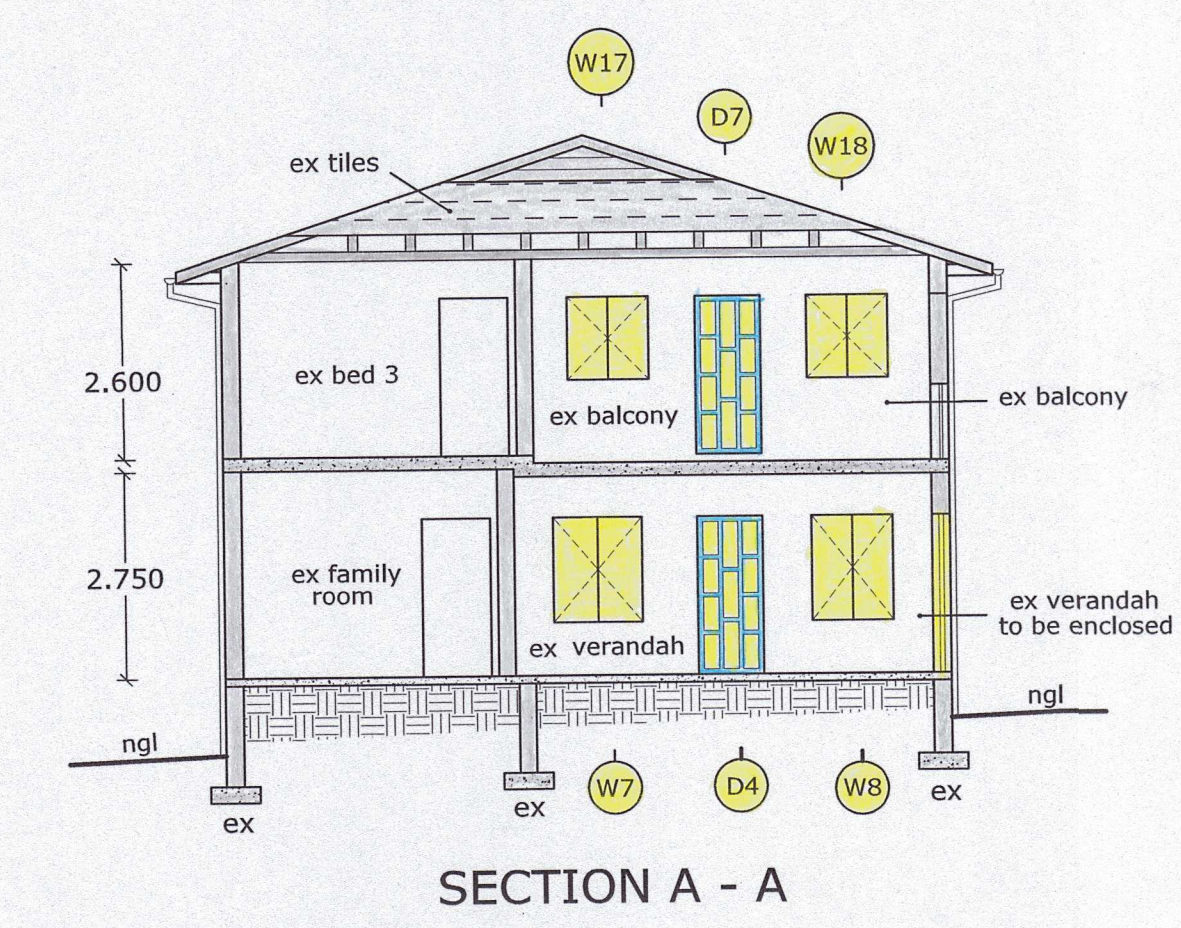 W17
D7
W18
ex tiles
2.600
ex bed 3
ex balcony
ex balcony
2.750
ex family
room
ex verandah
ex verandah
to be enclosed
ngl
ngl
W7
D4
W8
ex
ex
ex
SECTION A - A